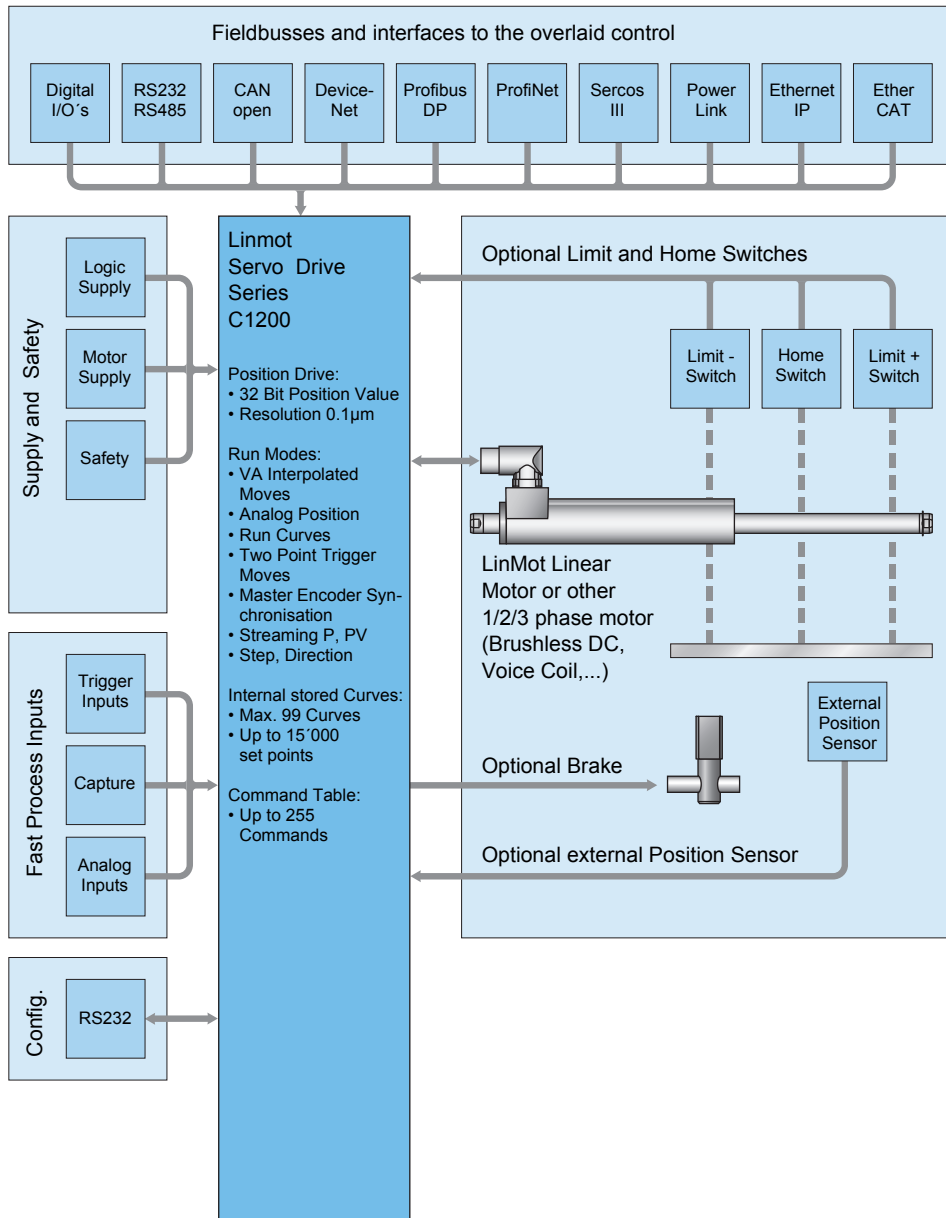 Fieldbusses and interfaces to the overlaid control
Digital
I/O´s
RS232
RS485
CAN
open
Device-
Net
Profibus
DP
ProfiNet
Sercos
III
Power
Link
Ethernet
IP
Ether
CAT
Supply and Safety
Logic
Supply
Motor
Supply
Safety
Fast Process Inputs
Trigger
Inputs
Capture
Analog
Inputs
Config.
RS232
Linmot
Servo Drive
Series
C1200
Position Drive:
• 32 Bit Position Value
• Resolution 0.1µm
Run Modes:
• VA Interpolated
Moves
• Analog Position
• Run Curves
• Two Point Trigger
Moves
• Master Encoder Syn-
chronisation
• Streaming P, PV
• Step, Direction
Internal stored Curves:
• Max. 99 Curves
• Up to 15´000
set points
Command Table:
• Up to 255
Commands
Optional Limit and Home Switches
Limit -
Switch
Home
Switch
Limit +
Switch
LinMot Linear
Motor or other
1/2/3 phase motor
(Brushless DC,
Voice Coil,...)
External
Position
Sensor
Optional Brake
Optional external Position Sensor